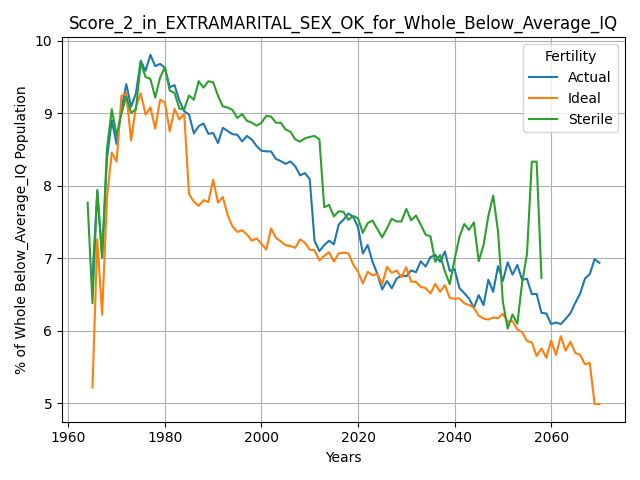 Score_2_in_EXTRAMARITAL_SEX_OK_for_Whole_Below_Average_IQ
Fertility
Actual
Ideal
Sterile
% of Whole Below_Average_IQ Population
10
9
8
7
6
5
1960
1980
2000
2020
2040
2060
Years